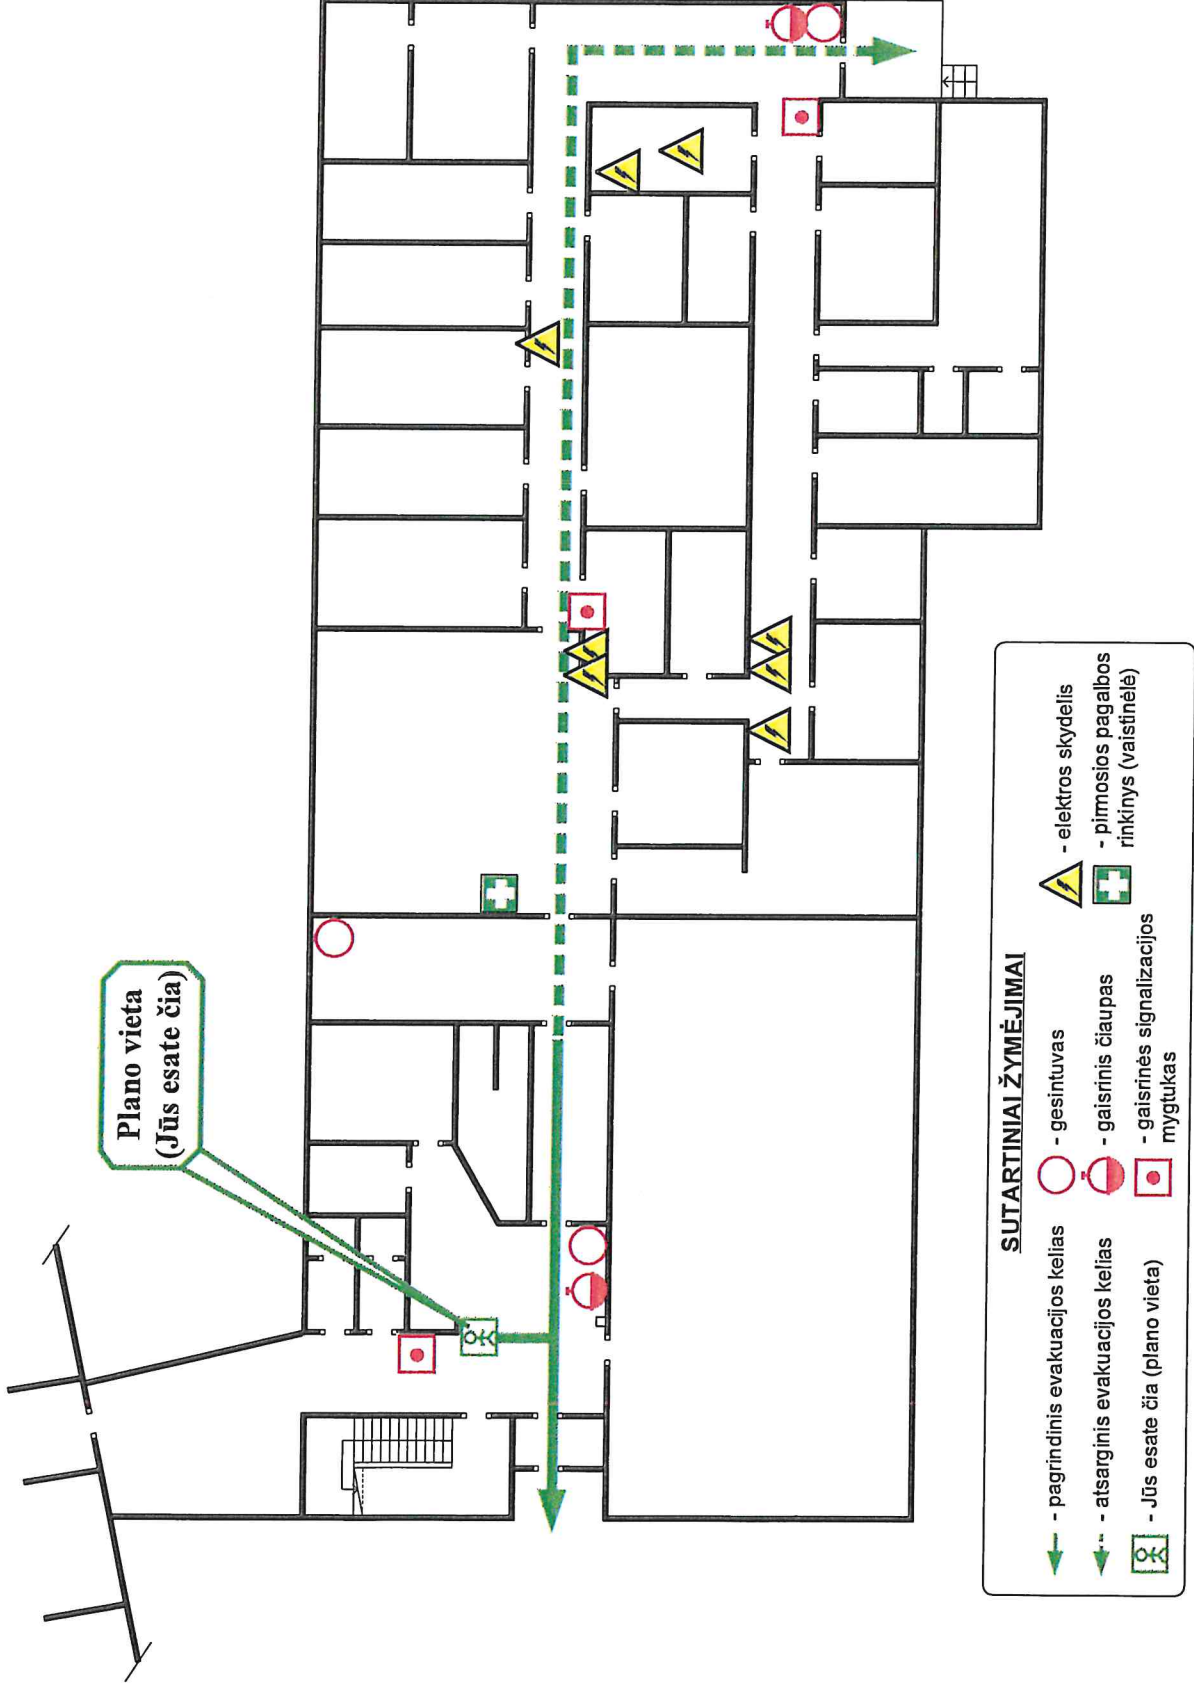 Plano vieta
(Jūs esate čia)
SUTARTINIAI ŽYMĖJIMAI
- pagrindinis evakuacijos kelias
- atsarginis evakuacijos kelias
- Jūs esate čia (plano vieta)
- gesintuvas
- gaisrinis čiaupas
- gaisrinės signalizacijos
mygtukas
- elektros skydelis
- pirmosios pagalbos
rinkinys (vaistinėlė)